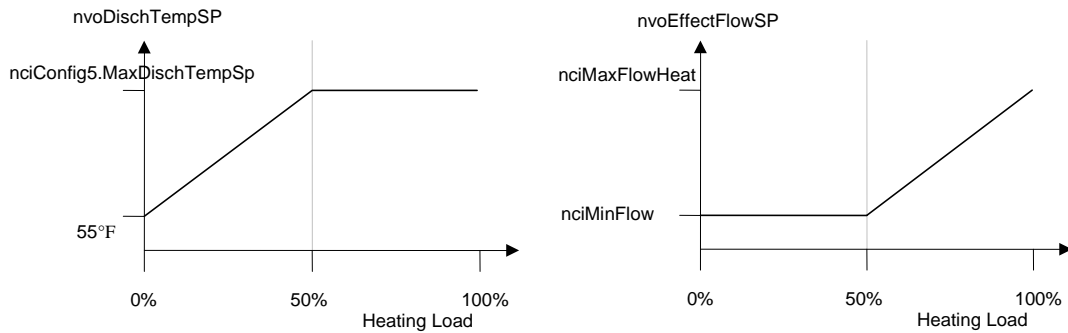 nvoDischTempSP
nciConfig5.MaxDischTempSp
55°F
0%
50%
100%
Heating Load
nvoEffectFlowSP
nciMaxFlowHeat
nciMinFlow
0%
50%
100%
Heating Load